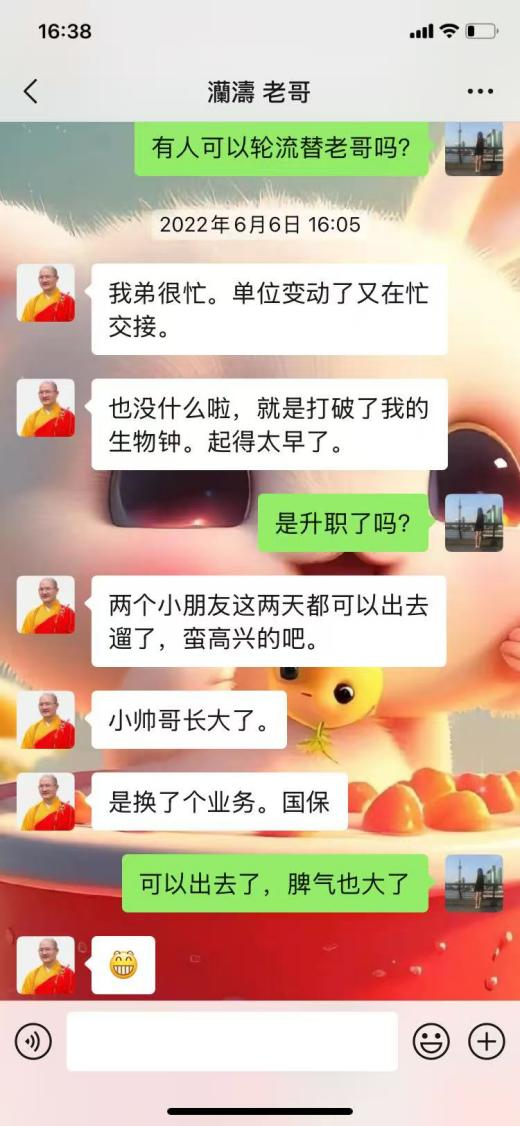 16:38
灡濤 老哥
有人可以轮流替老哥吗?
2022年6月6日 16:05
我弟很忙。单位变动了又在忙
交接。
也没什么啦，就是打破了我的
生物钟。起得太早了。
是升职了吗?
两个小朋友这两天都可以出去
遛了，蛮高兴的吧。
小帅哥长大了。
是换了个业务。国保
可以出去了，脾气也大了